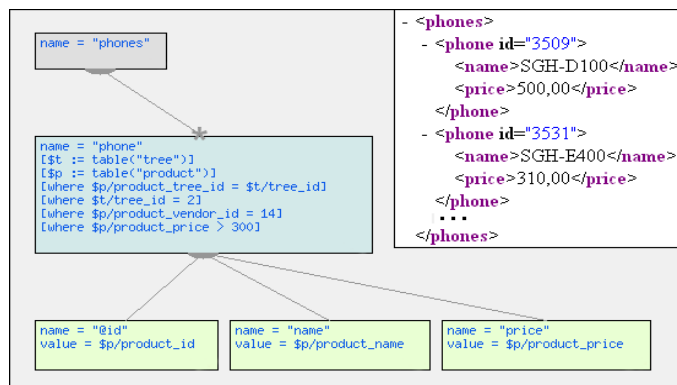 name = "phones"
*
name = "phone"
[$t := table("tree")]
[$p := table("product")]
[where $p/product_tree_id = $t/tree_id]
[where $t/tree_id = 2]
[where $p/product_vendor_id = 14]
[where $p/product_price > 300]
name = "@id"
value = $p/product_id
name = "name"
value = $p/product_name
name = "price"
value = $p/product_price
- <phones>
- <phone id="3509">
<name>SGH-D100</name>
<price>500,00</price>
</phone>
- <phone id="3531">
<name>SGH-E400</name>
<price>310,00</price>
</phone>
...
</phones>